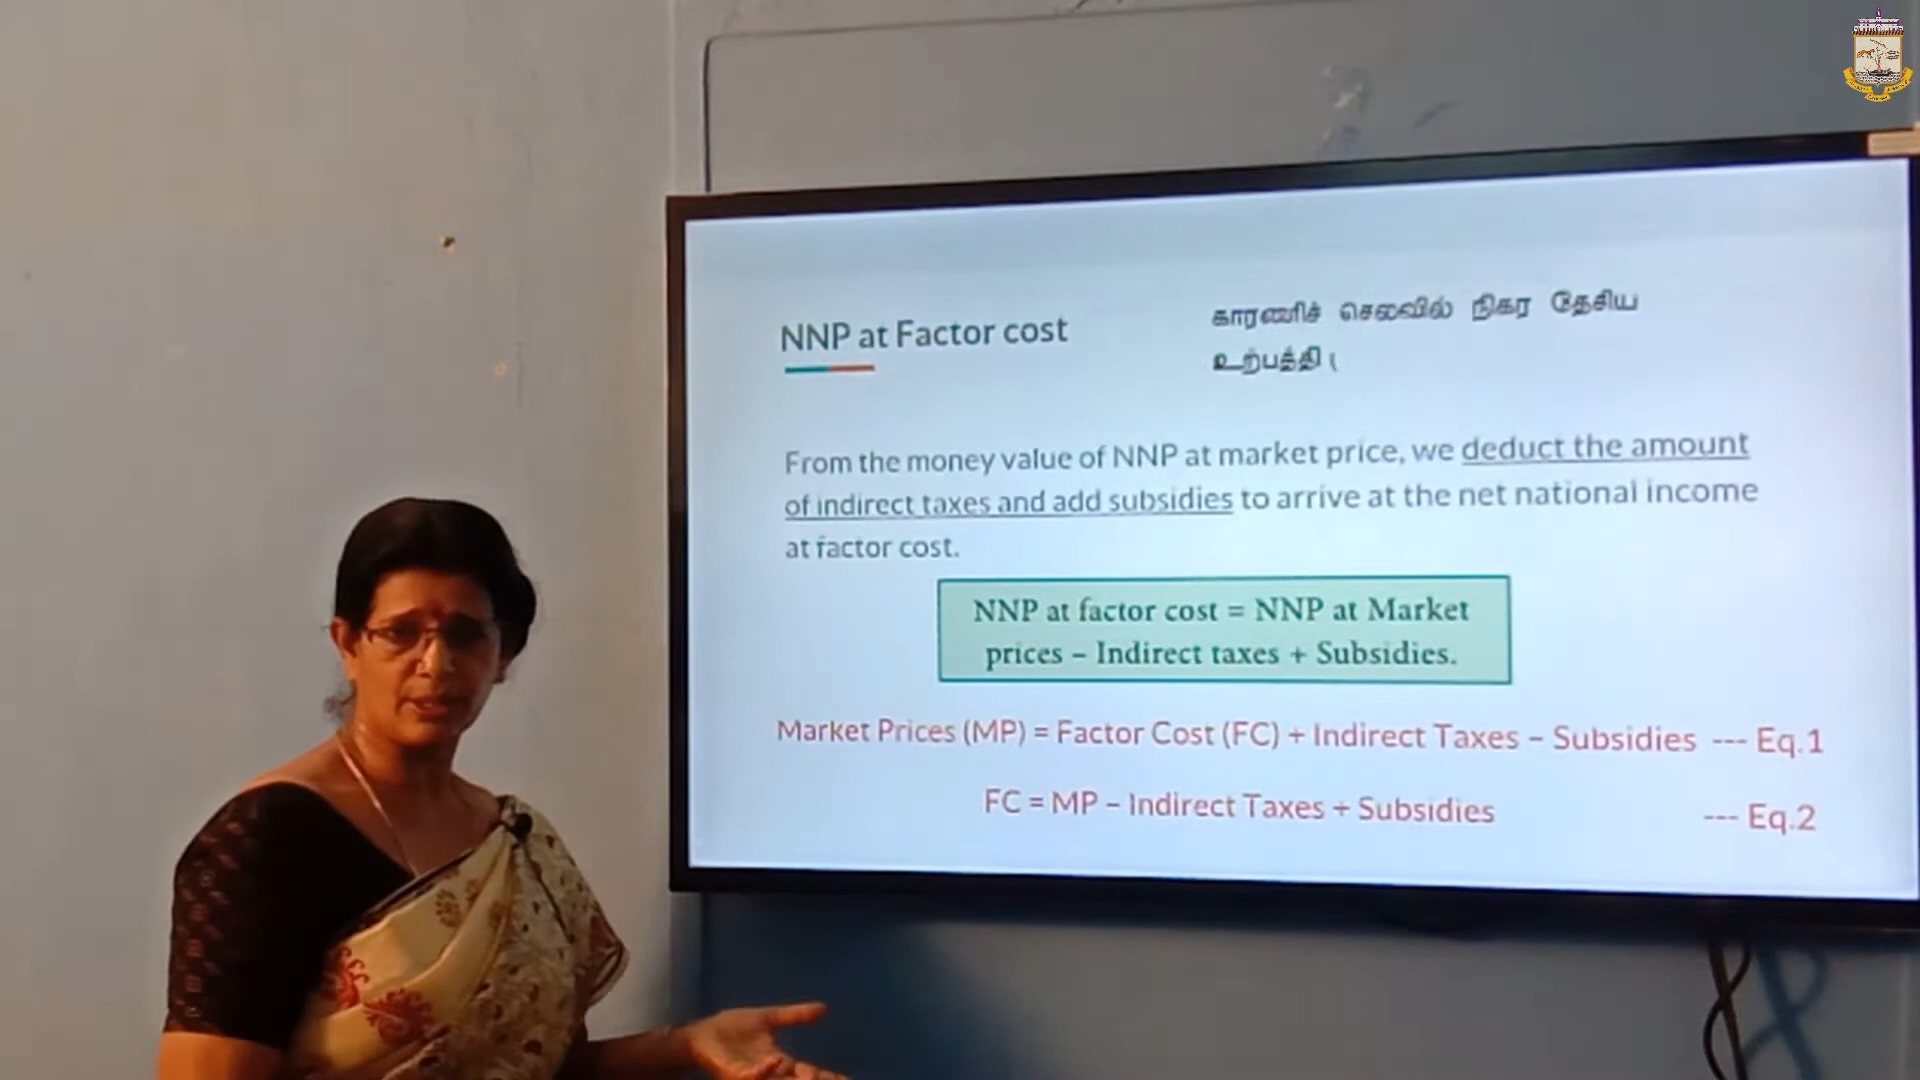 NNP at Factor cost
காரணிச் செலவில் நிகர தேசிய
உற்பத்தி (
From the money value of NNP at market price, we deduct the amount
of indirect taxes and add subsidies to arrive at the net national income
at factor cost.
NNP at factor cost = NNP at Market
prices – Indirect taxes + Subsidies.
Market Prices (MP) = Factor Cost (FC) + Indirect Taxes – Subsidies --- Eq.1
FC = MP – Indirect Taxes + Subsidies --- Eq.2